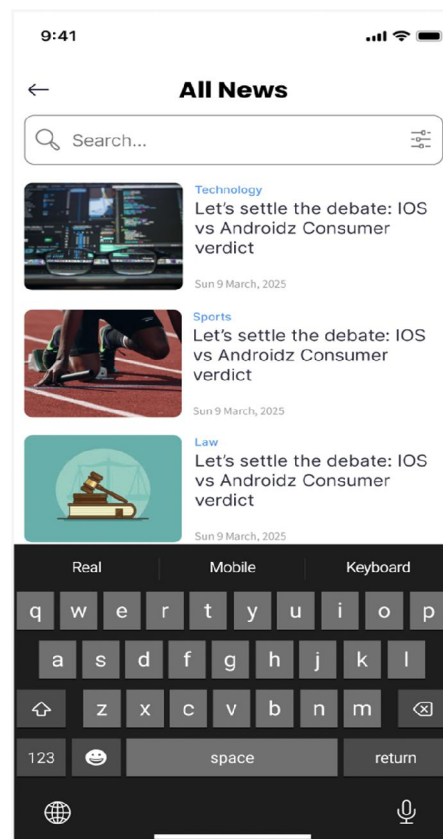 9:41
All News
Search...
Technology
Let's settle the debate: IOS
vs Androidz Consumer
verdict
Sun 9 March, 2025
Sports
Let's settle the debate: IOS
vs Androidz Consumer
verdict
Sun 9 March, 2025
Law
Let's settle the debate: IOS
vs Androidz Consumer
verdict
Sun 9 March, 2025
Real Mobile Keyboard
q w e r t y u i o p
a s d f g h j k l
z x c v b n m
123 space return